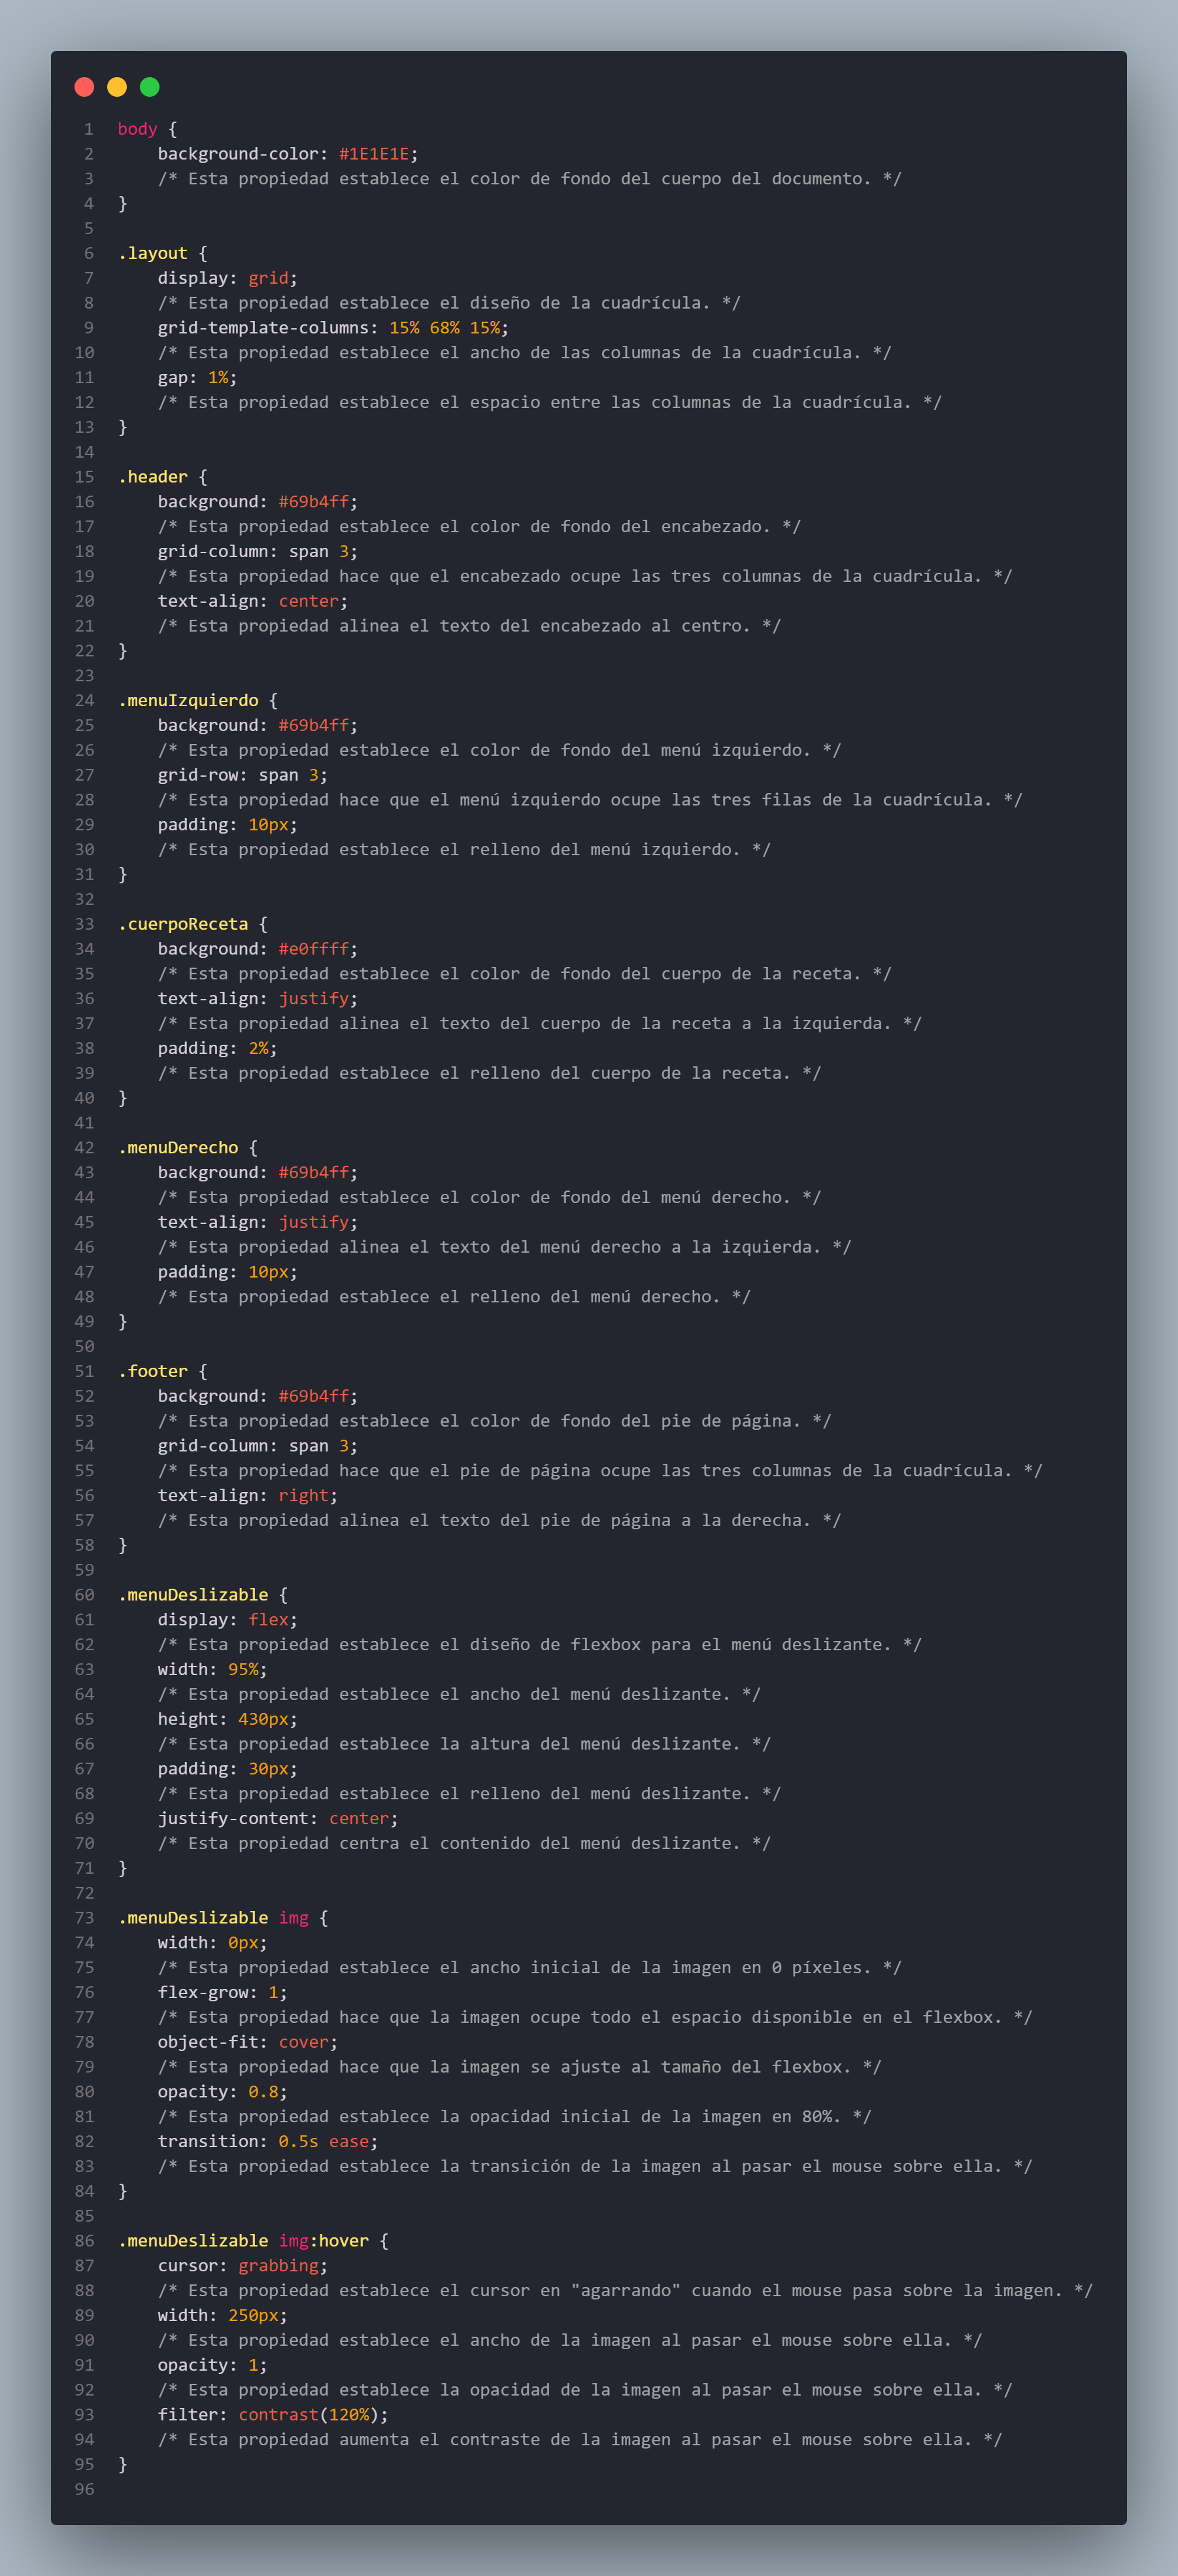 1 body {
2 background-color: #1E1E1E;
3 /* Esta propiedad establece el color de fondo del cuerpo del documento. */
4 }
5
6 .layout {
7 display: grid;
8 /* Esta propiedad establece el diseño de la cuadrícula. */
9 grid-template-columns: 15% 68% 15%;
10 /* Esta propiedad establece el ancho de las columnas de la cuadrícula. */
11 gap: 1%;
12 /* Esta propiedad establece el espacio entre las columnas de la cuadrícula. */
13 }
14
15 .header {
16 background: #69b4ff;
17 /* Esta propiedad establece el color de fondo del encabezado. */
18 grid-column: span 3;
19 /* Esta propiedad hace que el encabezado ocupe las tres columnas de la cuadrícula. */
20 text-align: center;
21 /* Esta propiedad alinea el texto del encabezado al centro. */
22 }
23
24 .menuIzquierdo {
25 background: #69b4ff;
26 /* Esta propiedad establece el color de fondo del menú izquierdo. */
27 grid-row: span 3;
28 /* Esta propiedad hace que el menú izquierdo ocupe las tres filas de la cuadrícula. */
29 padding: 10px;
30 /* Esta propiedad establece el relleno del menú izquierdo. */
31 }
32
33 .cuerpoReceta {
34 background: #e0ffff;
35 /* Esta propiedad establece el color de fondo del cuerpo de la receta. */
36 text-align: justify;
37 /* Esta propiedad alinea el texto del cuerpo de la receta a la izquierda. */
38 padding: 2%;
39 /* Esta propiedad establece el relleno del cuerpo de la receta. */
40 }
41
42 .menuDerecho {
43 background: #69b4ff;
44 /* Esta propiedad establece el color de fondo del menú derecho. */
45 text-align: justify;
46 /* Esta propiedad alinea el texto del menú derecho a la izquierda. */
47 padding: 10px;
48 /* Esta propiedad establece el relleno del menú derecho. */
49 }
50
51 .footer {
52 background: #69b4ff;
53 /* Esta propiedad establece el color de fondo del pie de página. */
54 grid-column: span 3;
55 /* Esta propiedad hace que el pie de página ocupe las tres columnas de la cuadrícula. */
56 text-align: right;
57 /* Esta propiedad alinea el texto del pie de página a la derecha. */
58 }
59
60 .menuDeslizable {
61 display: flex;
62 /* Esta propiedad establece el diseño de flexbox para el menú deslizante. */
63 width: 95%;
64 /* Esta propiedad establece el ancho del menú deslizante. */
65 height: 430px;
66 /* Esta propiedad establece la altura del menú deslizante. */
67 padding: 30px;
68 /* Esta propiedad establece el relleno del menú deslizante. */
69 justify-content: center;
70 /* Esta propiedad centra el contenido del menú deslizante. */
71 }
72
73 .menuDeslizable img {
74 width: 0px;
75 /* Esta propiedad establece el ancho inicial de la imagen en 0 píxeles. */
76 flex-grow: 1;
77 /* Esta propiedad hace que la imagen ocupe todo el espacio disponible en el flexbox. */
78 object-fit: cover;
79 /* Esta propiedad hace que la imagen se ajuste al tamaño del flexbox. */
80 opacity: 0.8;
81 /* Esta propiedad establece la opacidad inicial de la imagen en 80%. */
82 transition: 0.5s ease;
83 /* Esta propiedad establece la transición de la imagen al pasar el mouse sobre ella. */
84 }
85
86 .menuDeslizable img:hover {
87 cursor: grabbing;
88 /* Esta propiedad establece el cursor en "agarrando" cuando el mouse pasa sobre la imagen. */
89 width: 250px;
90 /* Esta propiedad establece el ancho de la imagen al pasar el mouse sobre ella. */
91 opacity: 1;
92 /* Esta propiedad establece la opacidad de la imagen al pasar el mouse sobre ella. */
93 filter: contrast(120%);
94 /* Esta propiedad aumenta el contraste de la imagen al pasar el mouse sobre ella. */
95 }
96